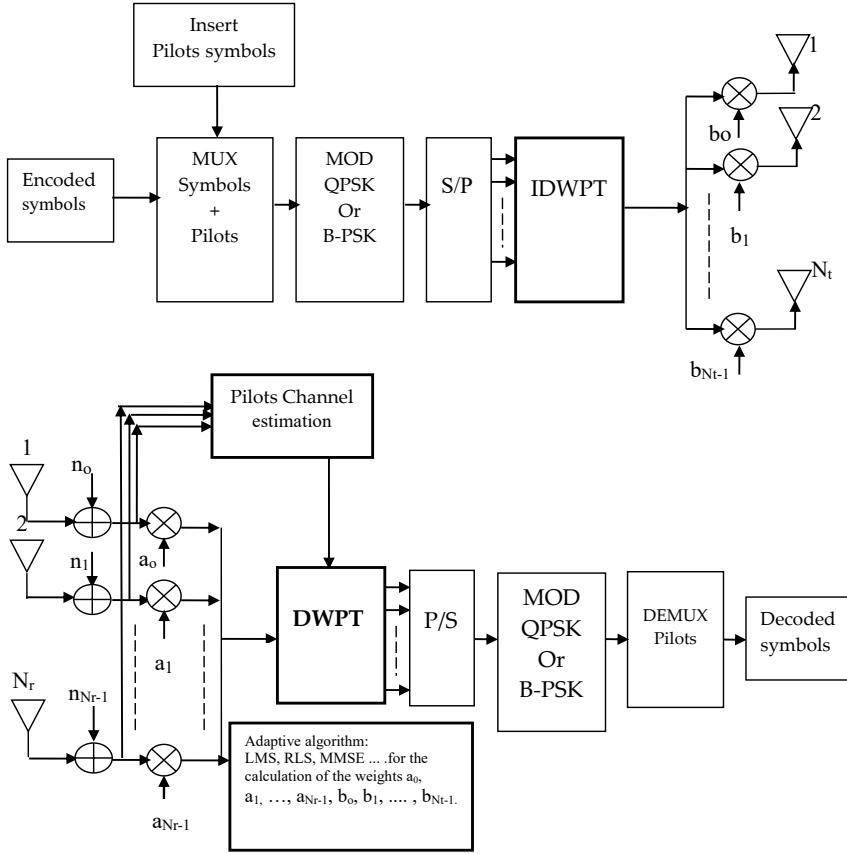 Insert
Pilots symbols
1
bo
2
Encoded
symbols
MUX
Symbols
+
Pilots
MOD
QPSK
Or
B-PSK
S/P
IDWPT
b1
Nt
bNt-1
Pilots Channel
estimation
1
no
ao
2
n1
a1
DWPT
P/S
MOD
QPSK
Or
B-PSK
DEMUX
Pilots
Decoded
symbols
Nr
nNr-1
aNr-1
Adaptive algorithm:
LMS, RLS, MMSE ... .for the
calculation of the weights a0,
a1, …, aNr-1, bo, b1, .... , bNt-1.